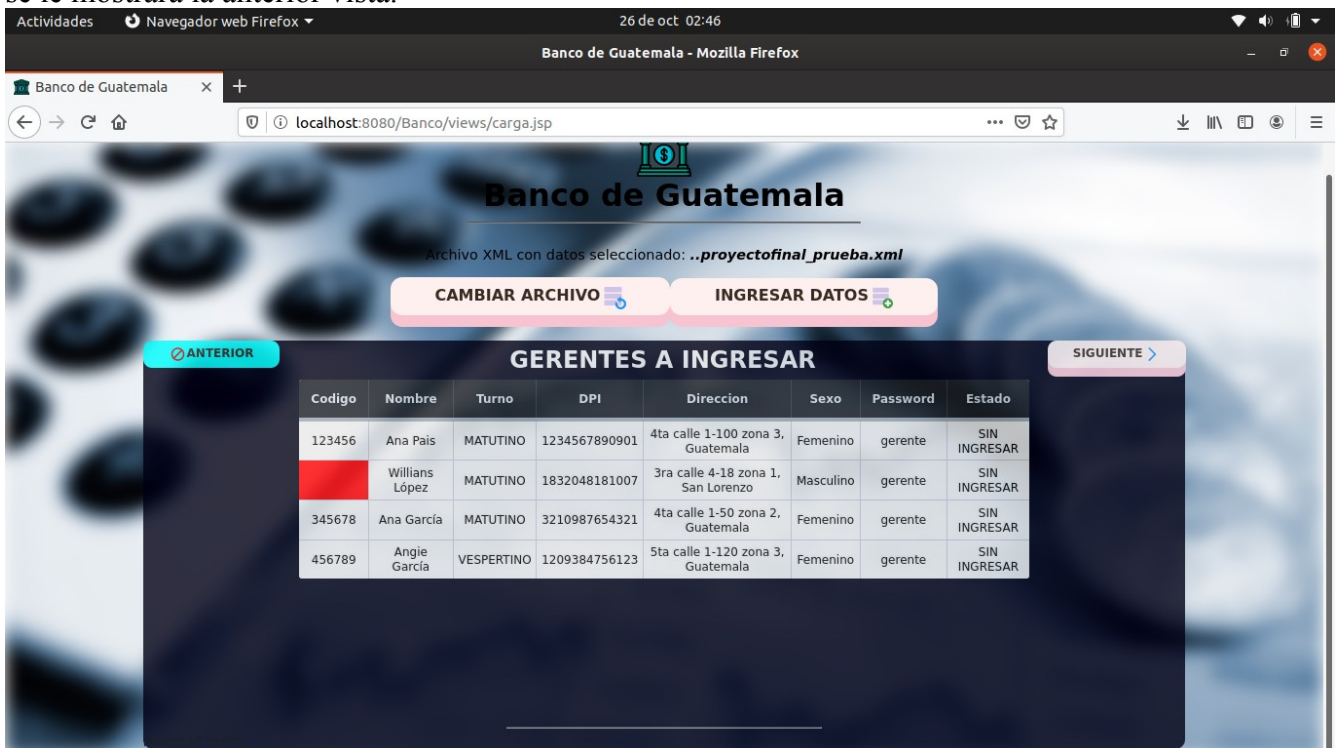 se le mostrará la anterior vista.
Actividades Navegador web Firefox 26 de oct 02:46
Banco de Guatemala - Mozilla Firefox
Banco de Guatemala
localhost:8080/Banco/views/carga.jsp
Banco de Guatemala
Archivo XML con datos seleccionado: ..proyectofinal_prueba.xml
CAMBIAR ARCHIVO INGRESAR DATOS
ANTERIOR GERENTES A INGRESAR SIGUIENTE
Codigo Nombre Turno DPI Direccion Sexo Password Estado
123456 Ana Pais MATUTINO 1234567890901 4ta calle 1-100 zona 3, Guatemala Femenino gerente SIN INGRESAR
Willians López MATUTINO 1832048181007 3ra calle 4-18 zona 1, San Lorenzo Masculino gerente SIN INGRESAR
345678 Ana García MATUTINO 3210987654321 4ta calle 1-50 zona 2, Guatemala Femenino gerente SIN INGRESAR
456789 Angie García VESPERTINO 1209384756123 5ta calle 1-120 zona 3, Guatemala Femenino gerente SIN INGRESAR